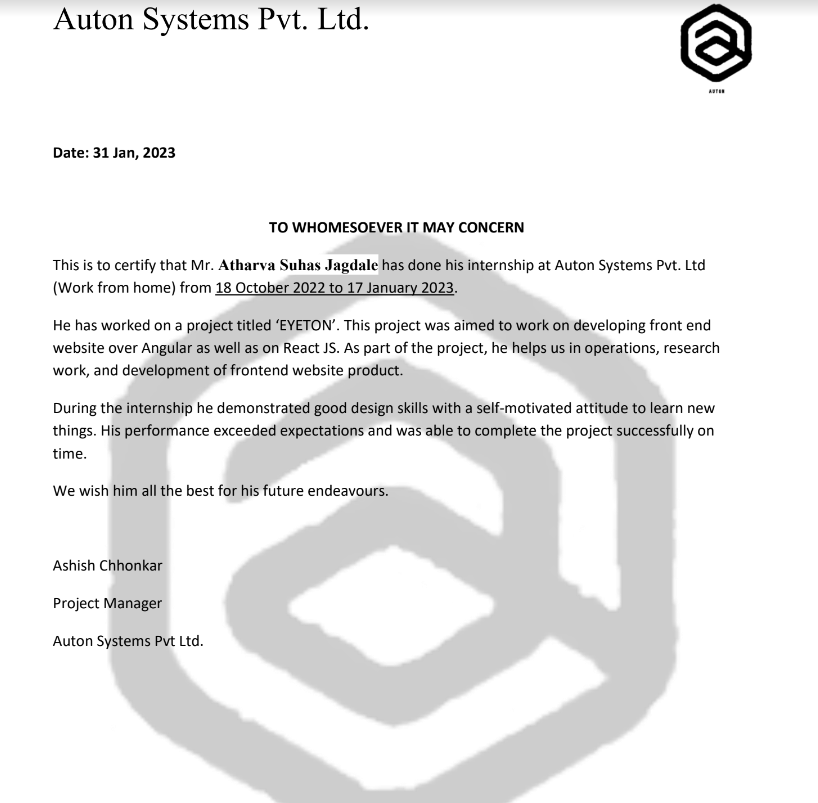 Auton Systems Pvt. Ltd.
AUTON
Date: 31 Jan, 2023
TO WHOMESOEVER IT MAY CONCERN
This is to certify that Mr. Atharva Suhas Jagdale has done his internship at Auton Systems Pvt. Ltd
(Work from home) from 18 October 2022 to 17 January 2023.
He has worked on a project titled ‘EYETON’. This project was aimed to work on developing front end
website over Angular as well as on React JS. As part of the project, he helps us in operations, research
work, and development of frontend website product.
During the internship he demonstrated good design skills with a self-motivated attitude to learn new
things. His performance exceeded expectations and was able to complete the project successfully on
time.
We wish him all the best for his future endeavours.
Ashish Chhonkar
Project Manager
Auton Systems Pvt Ltd.